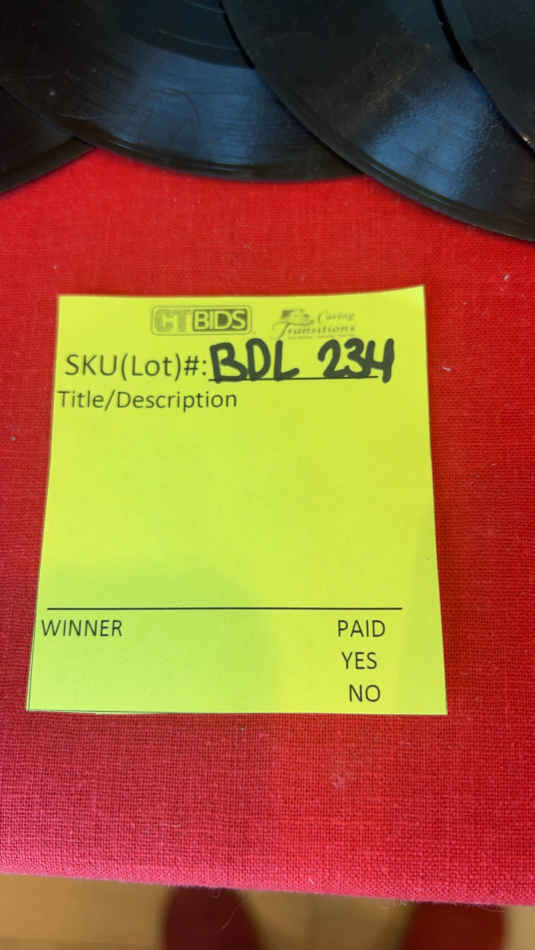 CTBIDS Caring Transitions
SKU(Lot)#: BDL 234
Title/Description
WINNER PAID
YES
NO